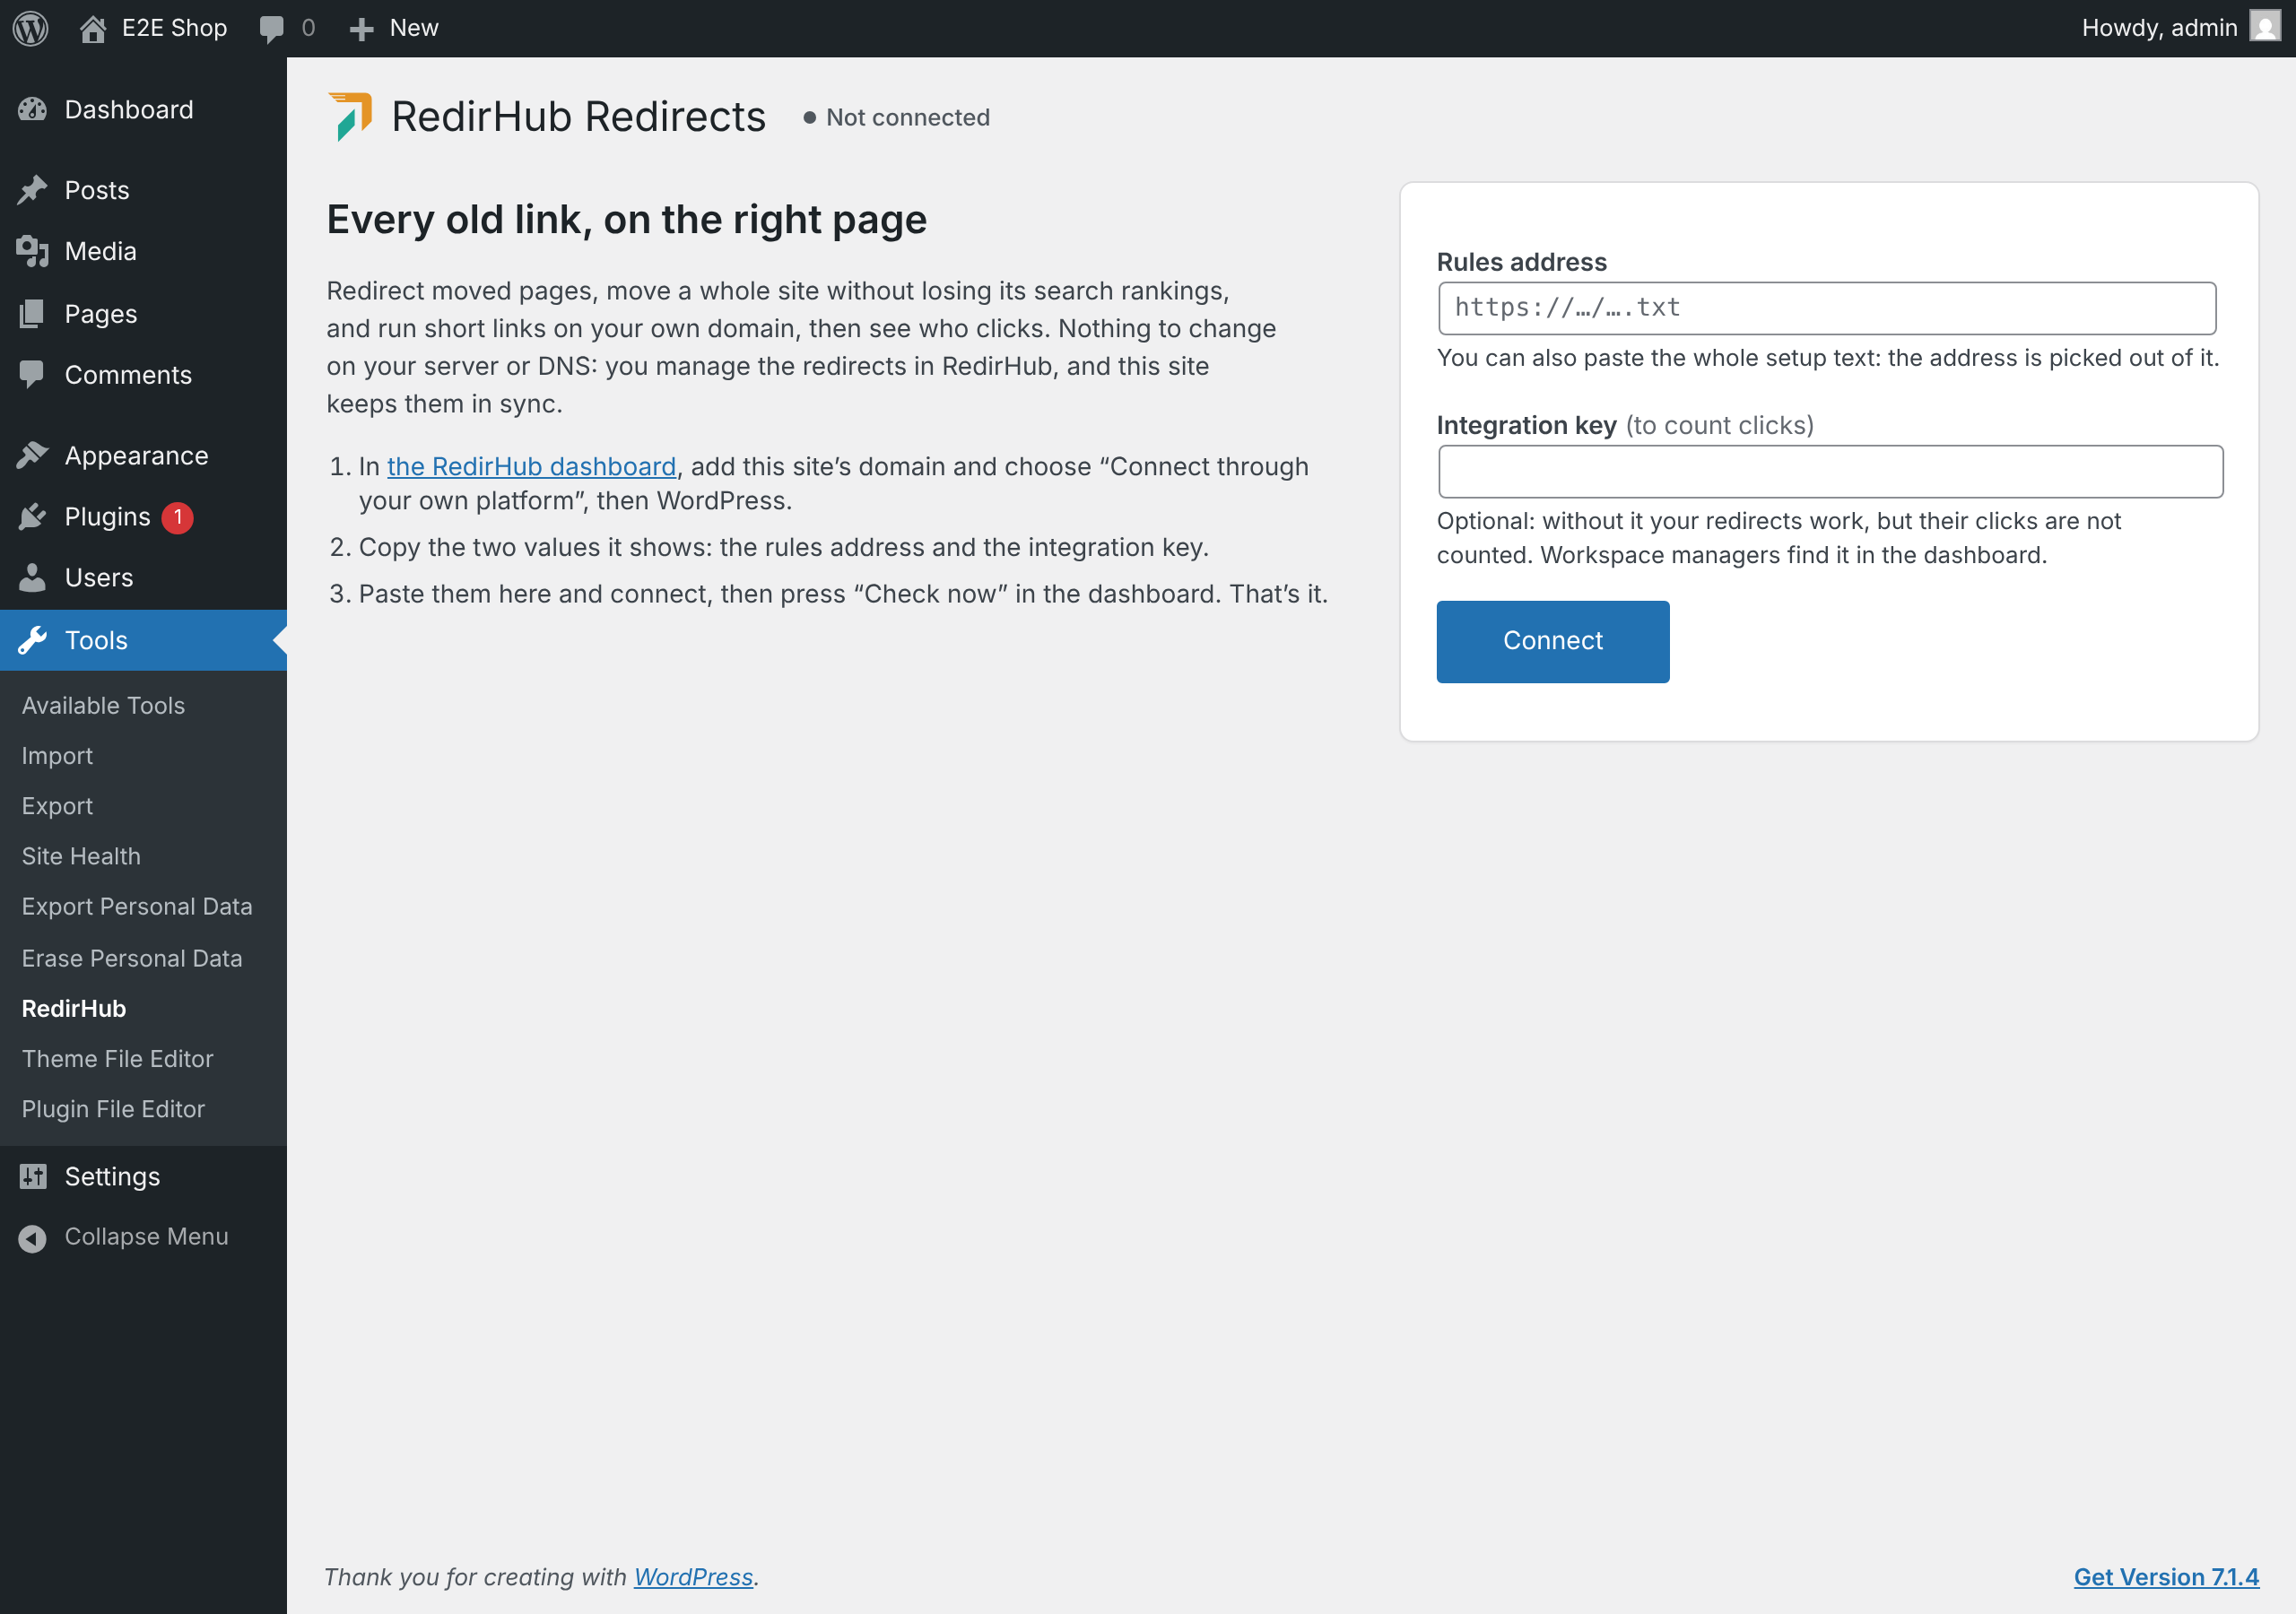 E2E Shop
0
New
Howdy, admin
Dashboard
Posts
Media
Pages
Comments
Appearance
Plugins 1
Users
Tools
Available Tools
Import
Export
Site Health
Export Personal Data
Erase Personal Data
RedirHub
Theme File Editor
Plugin File Editor
Settings
Collapse Menu
RedirHub Redirects
Not connected
Every old link, on the right page
Redirect moved pages, move a whole site without losing its search rankings,
and run short links on your own domain, then see who clicks. Nothing to change
on your server or DNS: you manage the redirects in RedirHub, and this site
keeps them in sync.
1. In the RedirHub dashboard, add this site’s domain and choose “Connect through
your own platform”, then WordPress.
2. Copy the two values it shows: the rules address and the integration key.
3. Paste them here and connect, then press “Check now” in the dashboard. That’s it.
Rules address
https://…/….txt
You can also paste the whole setup text: the address is picked out of it.
Integration key (to count clicks)
Optional: without it your redirects work, but their clicks are not
counted. Workspace managers find it in the dashboard.
Connect
Thank you for creating with WordPress.
Get Version 7.1.4